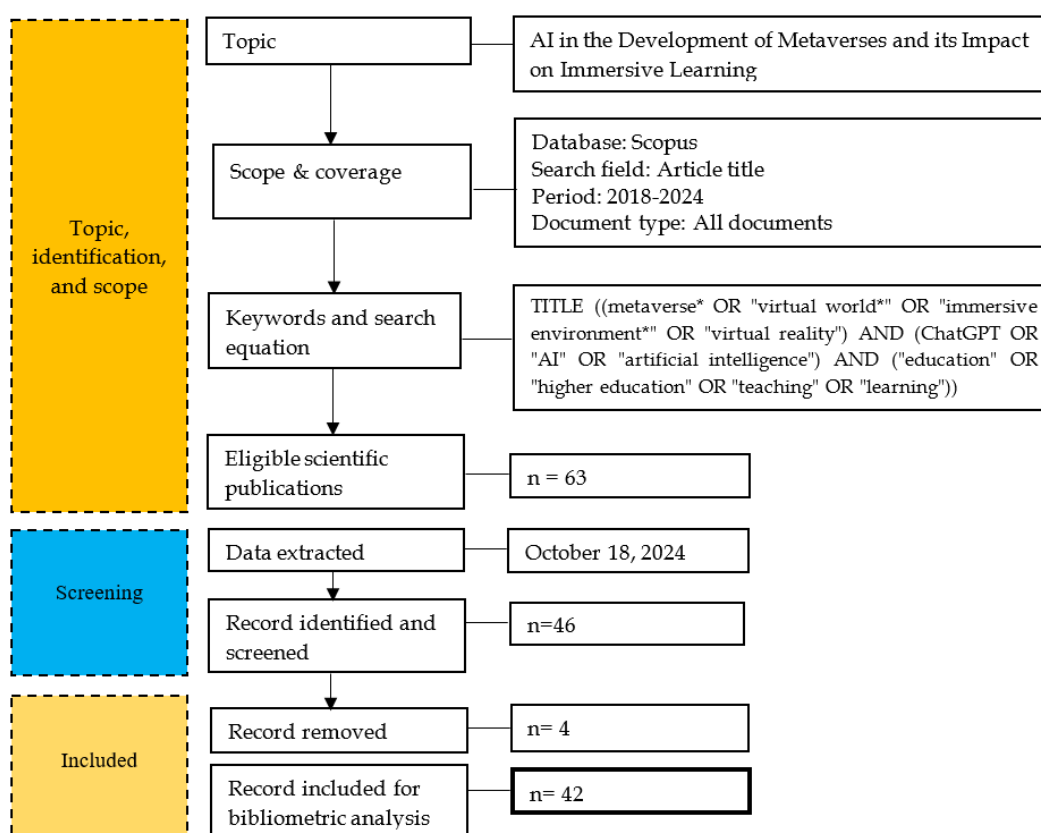 Topic
AI in the Development of Metaverses and its Impact
on Immersive Learning
Scope & coverage
Database: Scopus
Search field: Article title
Period: 2018-2024
Document type: All documents
Topic,
identification,
and scope
Keywords and search
equation
TITLE ((metaverse* OR "virtual world*" OR "immersive
environment*" OR "virtual reality") AND (ChatGPT OR
"AI" OR "artificial intelligence") AND ("education" OR
"higher education" OR "teaching" OR "learning"))
Eligible scientific
publications
n = 63
Screening
Data extracted
October 18, 2024
Record identified and
screened
n=46
Included
Record removed
n= 4
Record included for
bibliometric analysis
n= 42